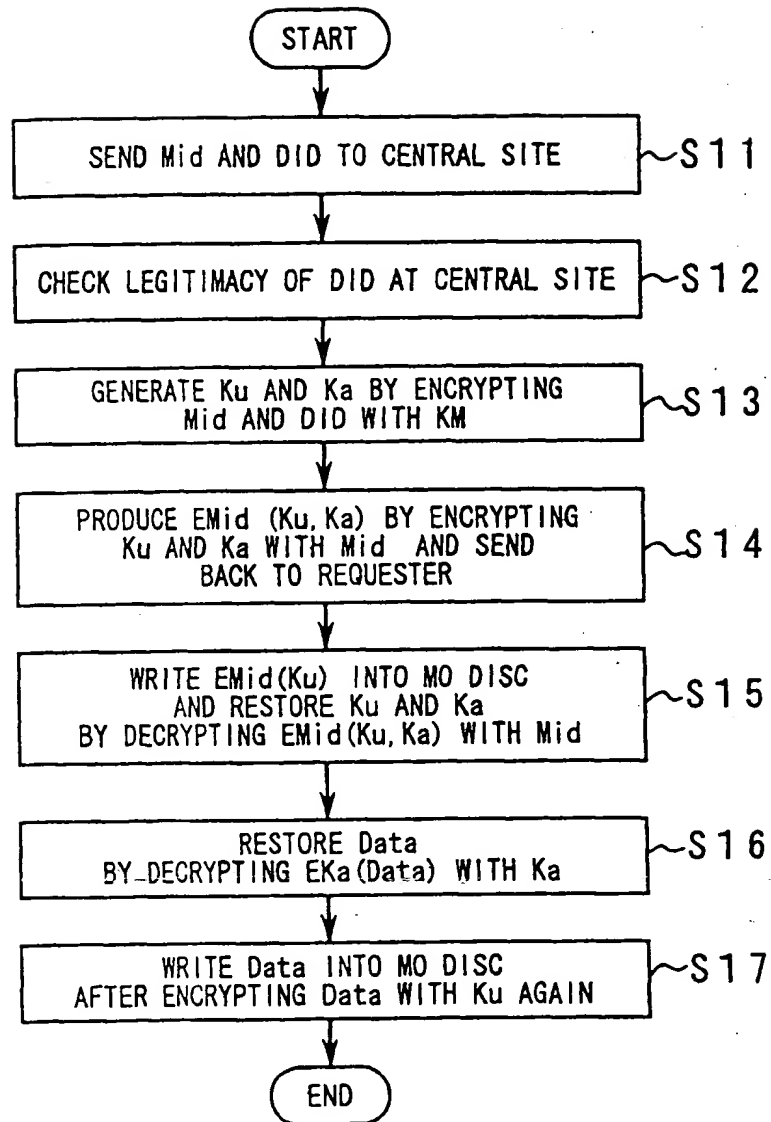 START
SEND Mid AND DID TO CENTRAL SITE
S11
CHECK LEGITIMACY OF DID AT CENTRAL SITE
S12
GENERATE Ku AND Ka BY ENCRYPTING
Mid AND DID WITH KM
S13
PRODUCE EMid (Ku, Ka) BY ENCRYPTING
Ku AND Ka WITH Mid AND SEND
BACK TO REQUESTER
S14
WRITE EMid(Ku) INTO MO DISC
AND RESTORE Ku AND Ka
BY DECRYPTING EMid(Ku, Ka) WITH Mid
S15
RESTORE Data
BY DECRYPTING EKa(Data) WITH Ka
S16
WRITE Data INTO MO DISC
AFTER ENCRYPTING Data WITH Ku AGAIN
S17
END